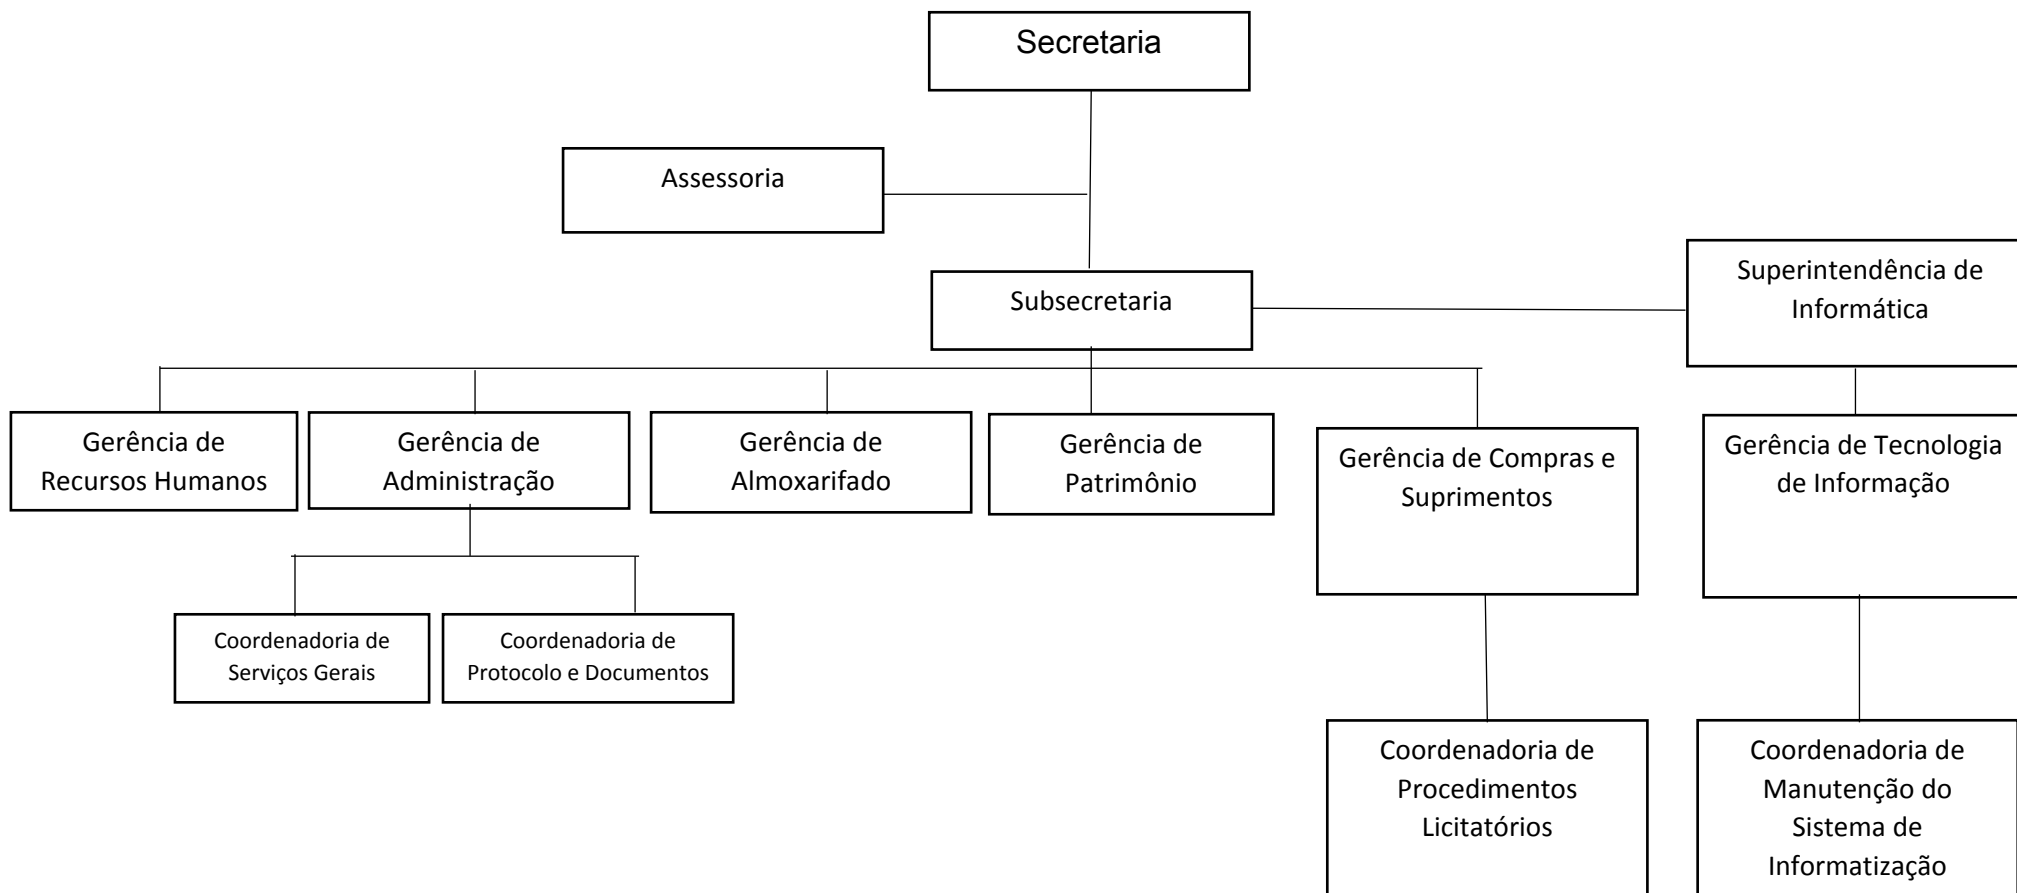 Secretaria
Assessoria
Subsecretaria
Superintendência de
Informática
Gerência de
Recursos Humanos
Gerência de
Administração
Gerência de
Almoxarifado
Gerência de
Patrimônio
Gerência de Compras e
Suprimentos
Gerência de Tecnologia
de Informação
Coordenadoria de
Serviços Gerais
Coordenadoria de
Protocolo e Documentos
Coordenadoria de
Procedimentos
Licitatórios
Coordenadoria de
Manutenção do
Sistema de
Informatização